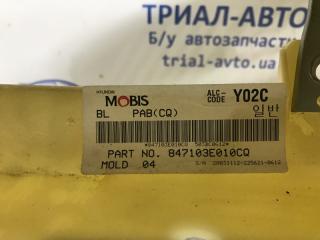 ТРИАЛ-АВТО
Б/у автозапчасти
trial-avto.ua
HYUNDAI
MOBIS
ALC-CODE Y02C
BL PAB(CQ) 일반
PART NO. 847103E010CQ
MOLD 04